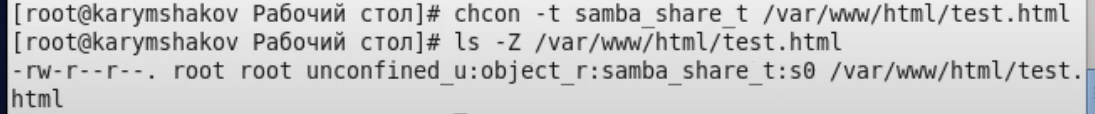 [root@karymshakov Рабочий стол]# chcon -t samba_share_t /var/www/html/test.html
[root@karymshakov Рабочий стол]# ls -Z /var/www/html/test.html
-rw-r--r--. root root unconfined_u:object_r:samba_share_t:s0 /var/www/html/test.
html